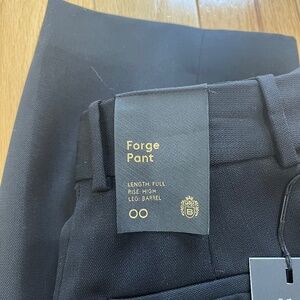 Forge
Pant
LENGTH: FULL
RISE: HIGH
LEG: BARREL
00